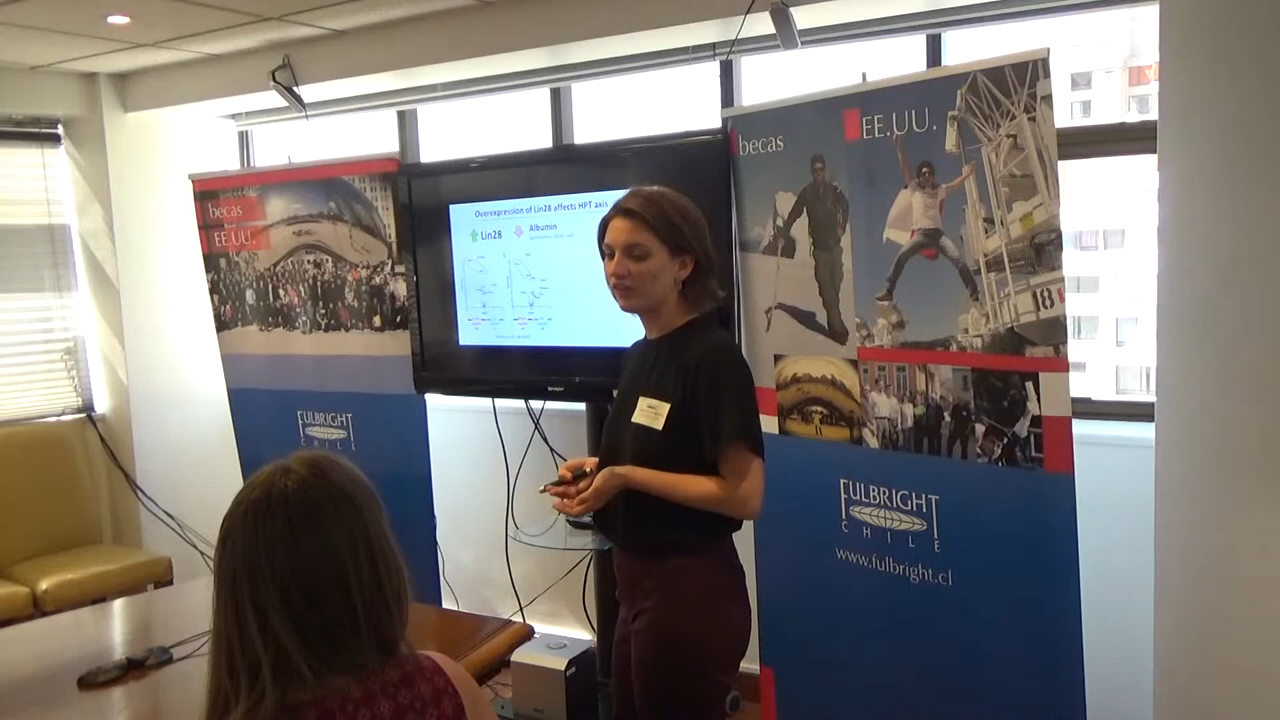 becas
EE.UU.
FULBRIGHT
CHILE
Overexpression of Lin28 affects HPT axis
Lin28
Albumin
becas
EE.UU.
18
FULBRIGHT
CHILE
www.fulbright.cl